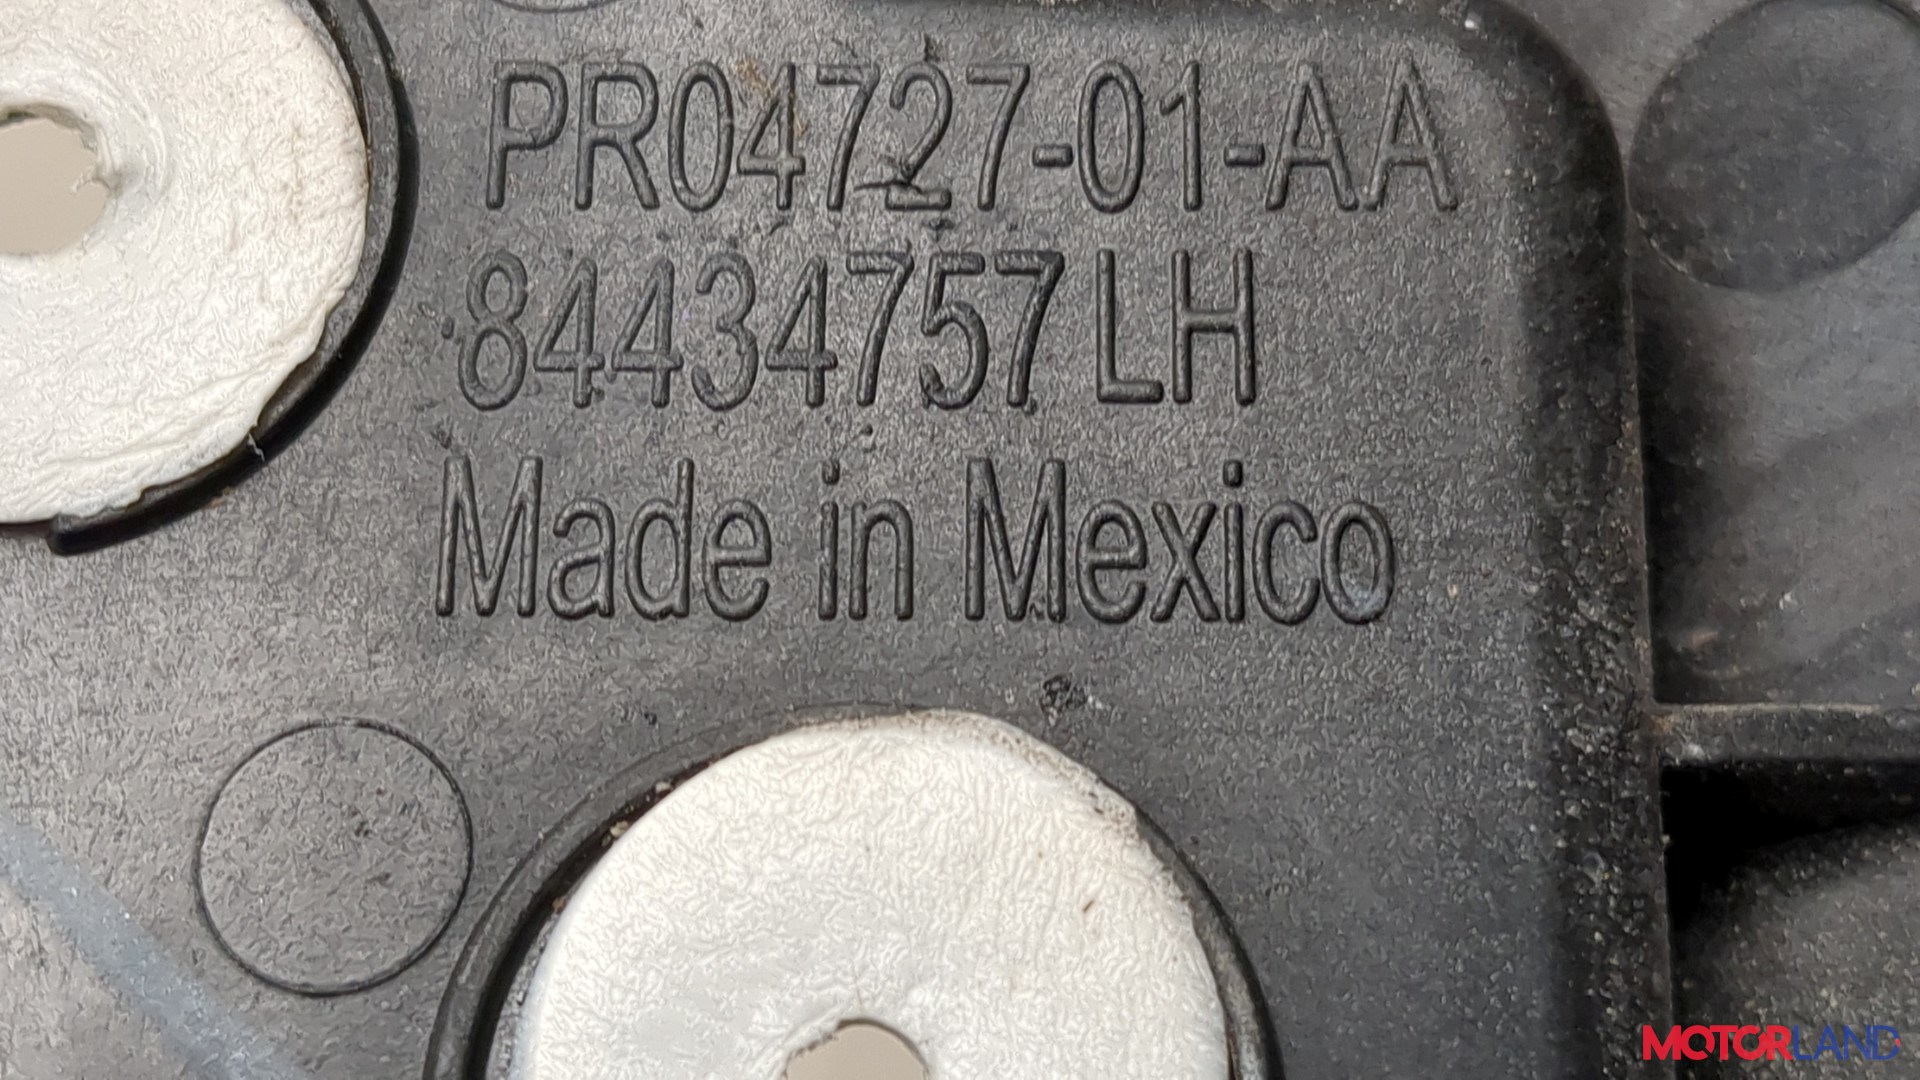 PR04727-01-AA
84434757 LH
Made in Mexico
MOTORLAND